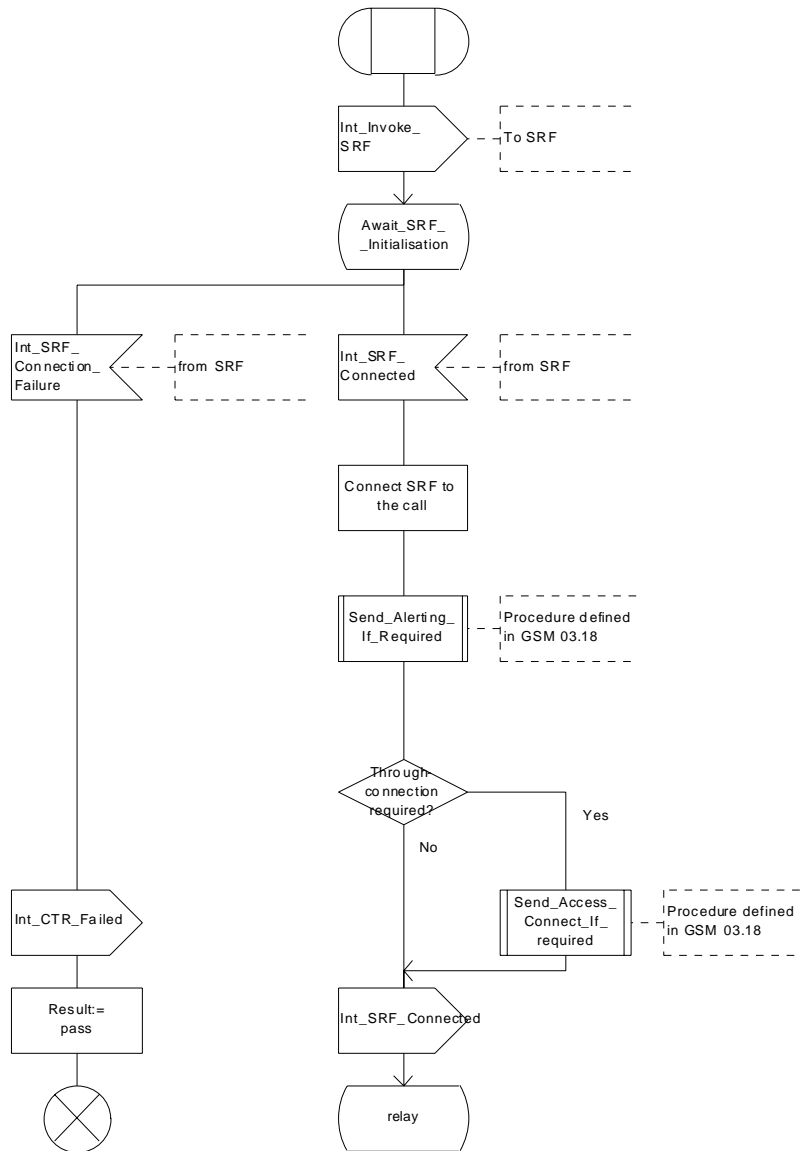 Int_Invoke_
SRF
To SRF
Await_SRF_
_Initialisation
Int_SRF_
Connection_
Failure
from SRF
Int_SRF_
Connected
from SRF
Connect SRF to
the call
Send_Alerting_
If_Required
Procedure defined
in GSM 03.18
Through-
connection
required?
Yes
No
Int_CTR_Failed
Send_Access_
Connect_If_
required
Procedure defined
in GSM 03.18
Result:=
pass
Int_SRF_Connected
relay